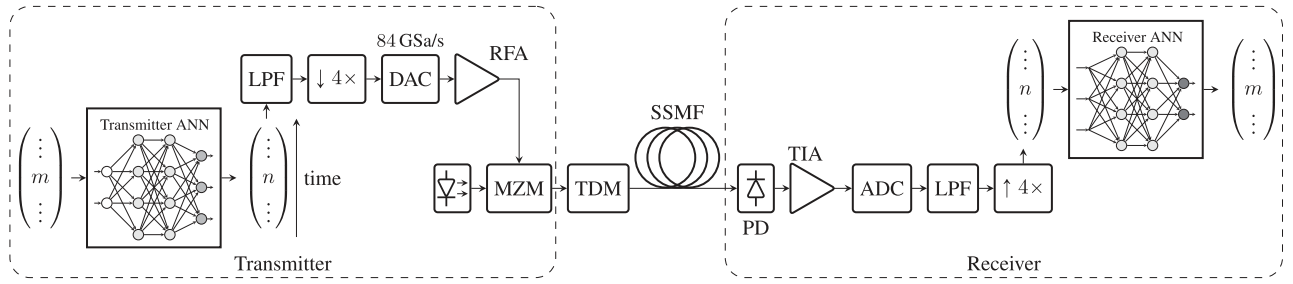 84 GSa/s
RFA
LPF
↓ 4×
DAC
Transmitter ANN
⋮
m
⋮
⋮
n
⋮
time
MZM
TDM
SSMF
Transmitter
PD
TIA
ADC
LPF
↑ 4×
⋮
n
⋮
Receiver ANN
⋮
m
⋮
Receiver